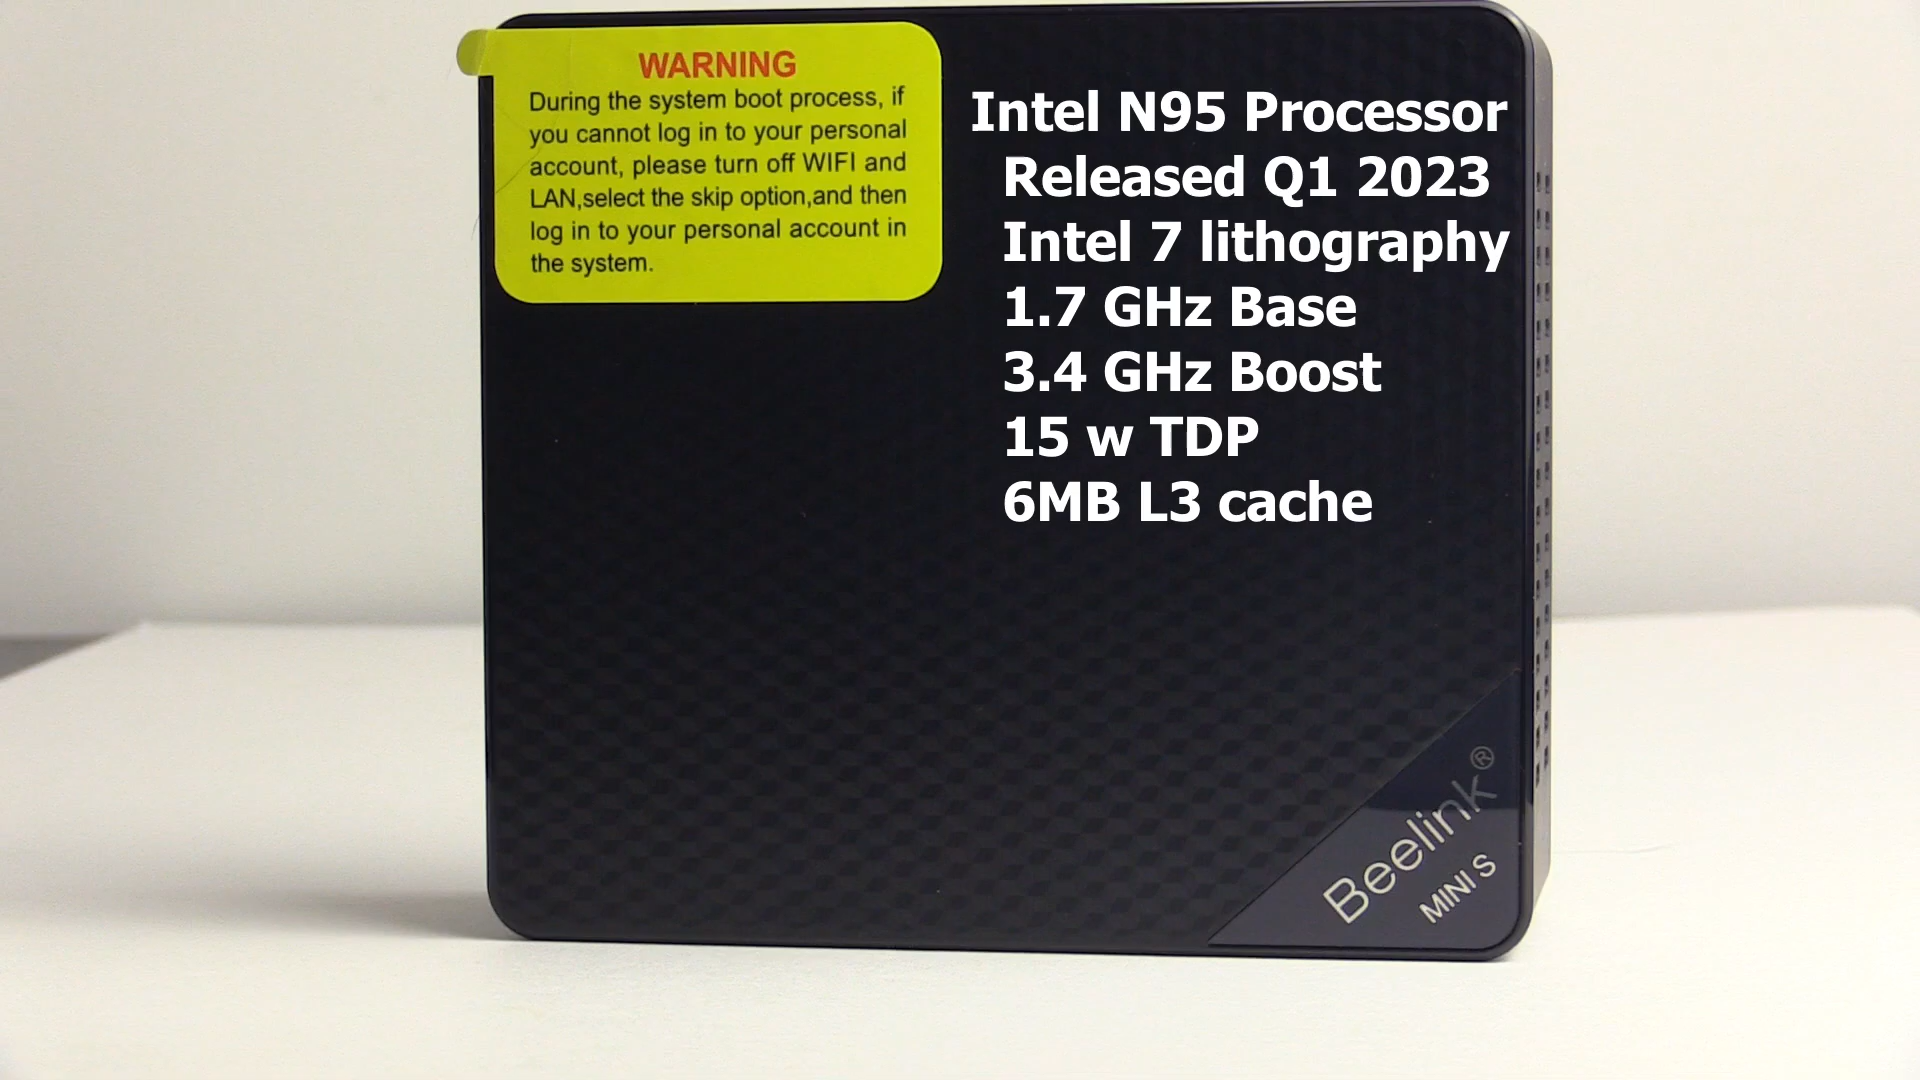 WARNING
During the system boot process, if
you cannot log in to your personal
account, please turn off WIFI and
LAN,select the skip option,and then
log in to your personal account in
the system.
Intel N95 Processor
Released Q1 2023
Intel 7 lithography
1.7 GHz Base
3.4 GHz Boost
15 w TDP
6MB L3 cache
Beelink®
MINI S